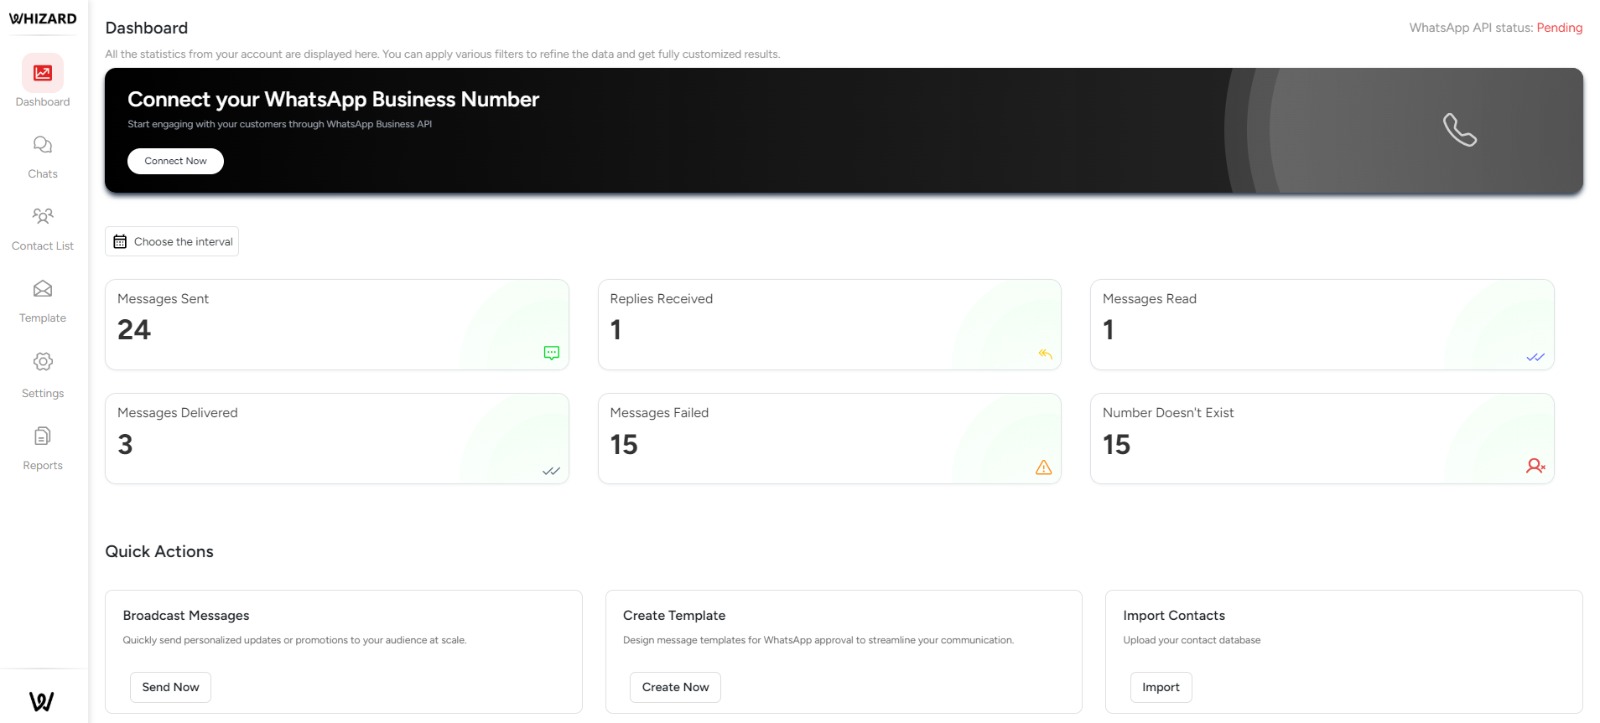 WHIZARD
Dashboard
Chats
Contact List
Template
Settings
Reports
W
Dashboard
WhatsApp API status: Pending
All the statistics from your account are displayed here. You can apply various filters to refine the data and get fully customized results.
Connect your WhatsApp Business Number
Start engaging with your customers through WhatsApp Business API
Connect Now
Choose the interval
Messages Sent
24
Replies Received
1
Messages Read
1
Messages Delivered
3
Messages Failed
15
Number Doesn't Exist
15
Quick Actions
Broadcast Messages
Quickly send personalized updates or promotions to your audience at scale.
Send Now
Create Template
Design message templates for WhatsApp approval to streamline your communication.
Create Now
Import Contacts
Upload your contact database
Import